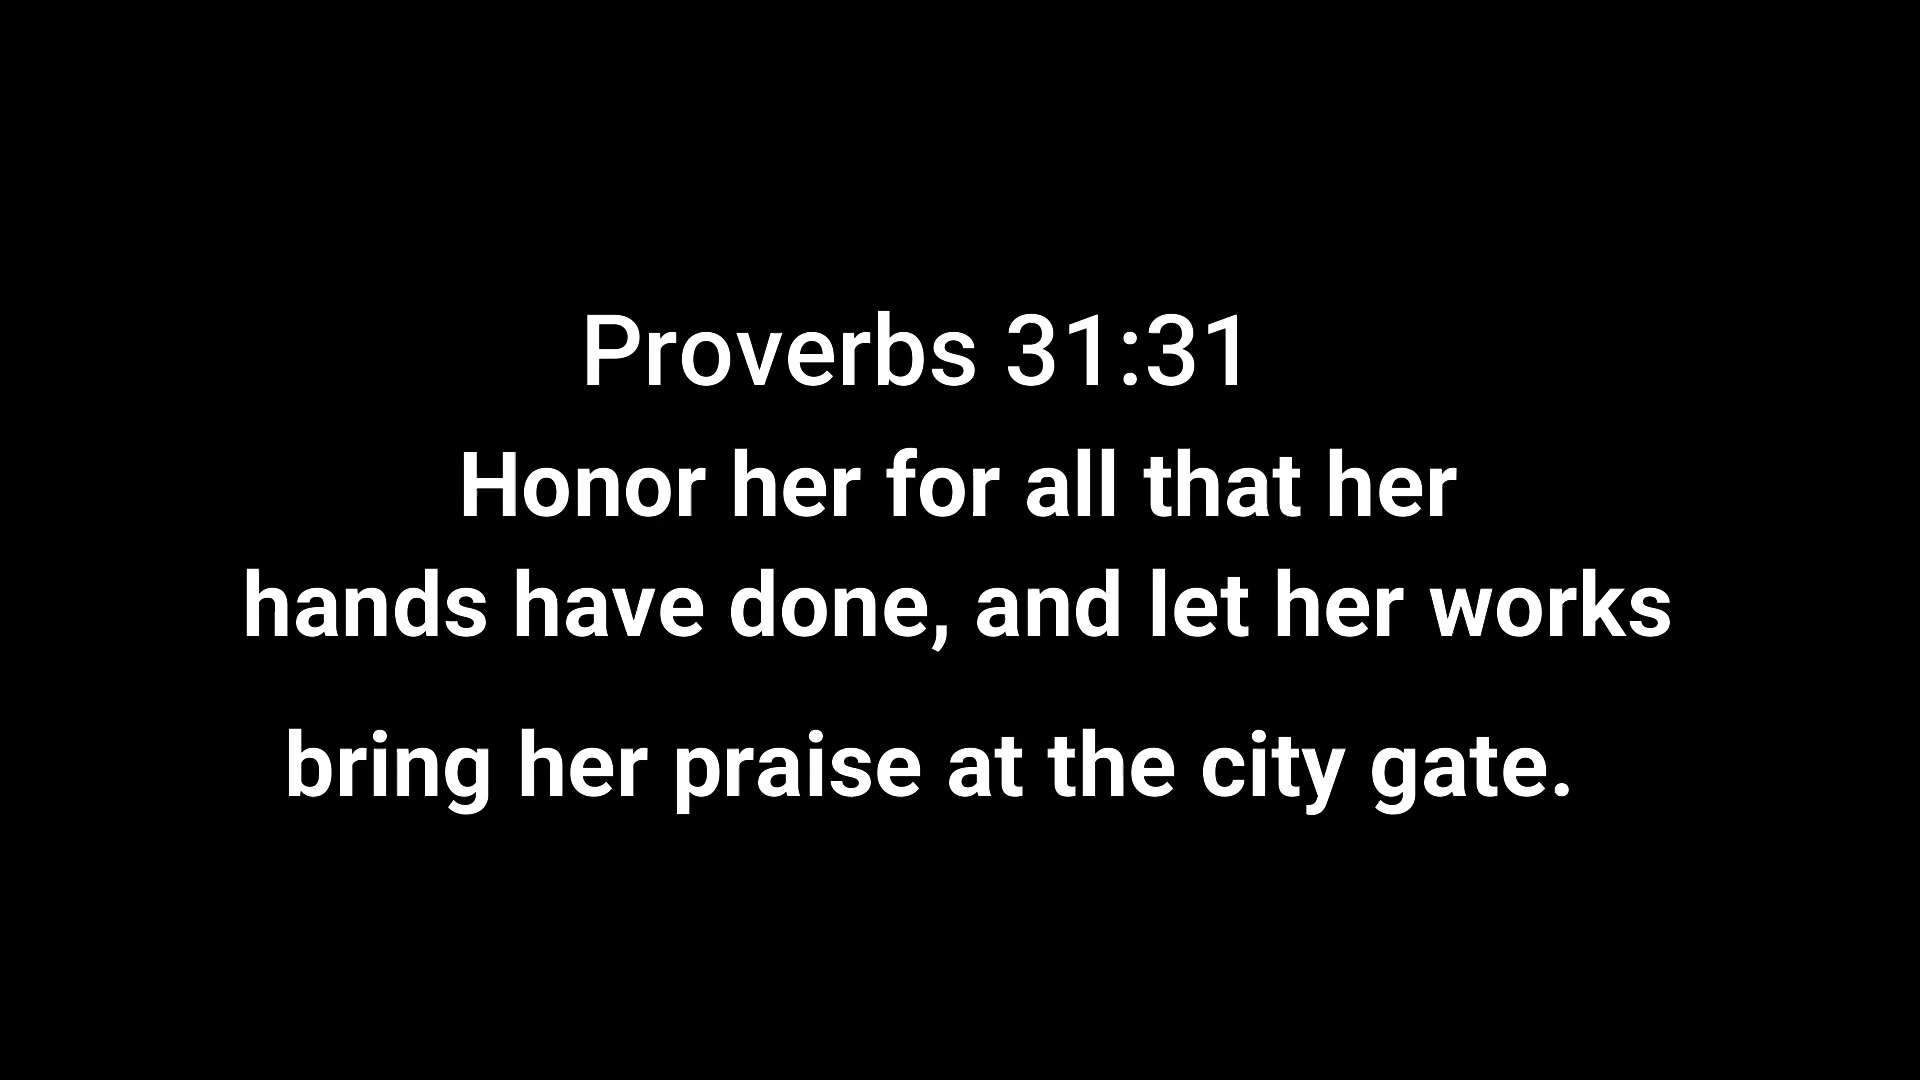 Proverbs 31:31
Honor her for all that her
hands have done, and let her works
bring her praise at the city gate.